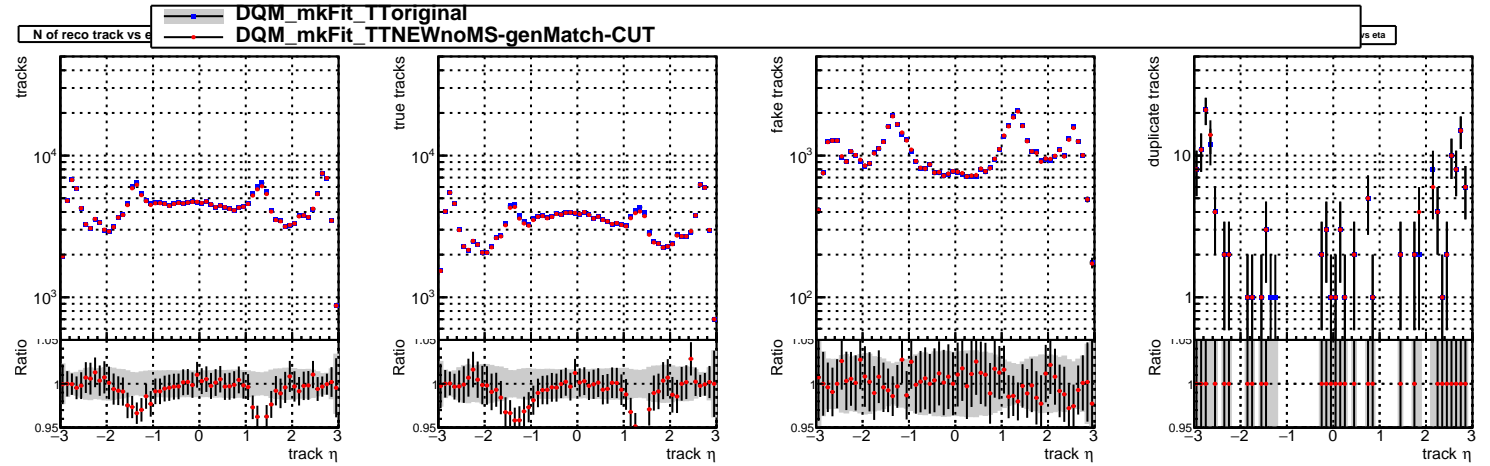 DQM_mkFit_TToriginal
DQM_mkFit_TTNEWnoMS-genMatch-CUT
N of reco track vs e
vs eta
tracks
10⁴
10³
Ratio
1.05
1
0.95
−3 −2 −1 0 1 2 3
track η
true tracks
10⁴
10³
Ratio
1.05
1
0.95
−3 −2 −1 0 1 2 3
track η
fake tracks
10³
10²
Ratio
1.05
1
0.95
−3 −2 −1 0 1 2 3
track η
duplicate tracks
10
1
Ratio
1.05
1
0.95
−3 −2 −1 0 1 2 3
track η